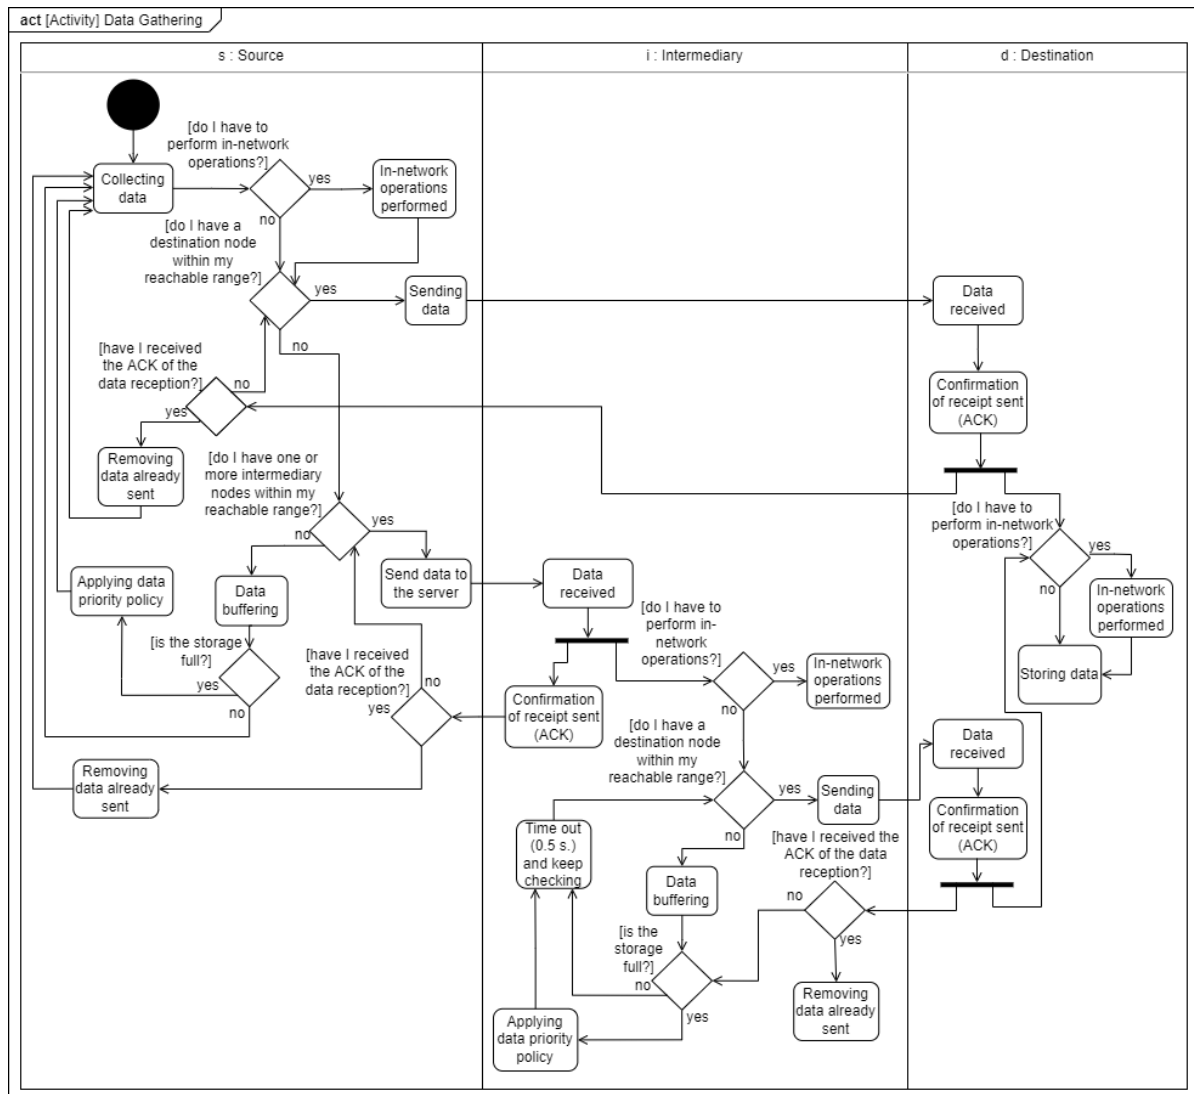 act [Activity] Data Gathering
s : Source
i : Intermediary
d : Destination
[do I have to
perform in-network
operations?]
Collecting
data
yes
In-network
operations
performed
no
[do I have a
destination node
within my
reachable range?]
yes
Sending
data
Data
received
no
[have I received
the ACK of the
data reception?]
no
yes
Confirmation
of receipt sent
(ACK)
Removing
data already
sent
[do I have one or
more intermediary
nodes within my
reachable range?]
yes
no
[do I have to
perform in-network
operations?]
yes
no
In-network
operations
performed
Storing data
Applying data
priority policy
Data
buffering
Send data to
the server
Data
received
[do I have to
perform in-
network
operations?]
yes
In-network
operations
performed
no
[is the storage
full?]
yes
no
[have I received
the ACK of the
data reception?]
no
yes
Confirmation
of receipt sent
(ACK)
[do I have a
destination node
within my
reachable range?]
yes
Sending
data
no
Data
received
Removing
data already
sent
Time out
(0.5 s.)
and keep
checking
[have I received the
ACK of the data
reception?]
no
yes
Confirmation
of receipt sent
(ACK)
Data
buffering
[is the
storage
full?]
no
yes
Removing
data already
sent
Applying
data priority
policy